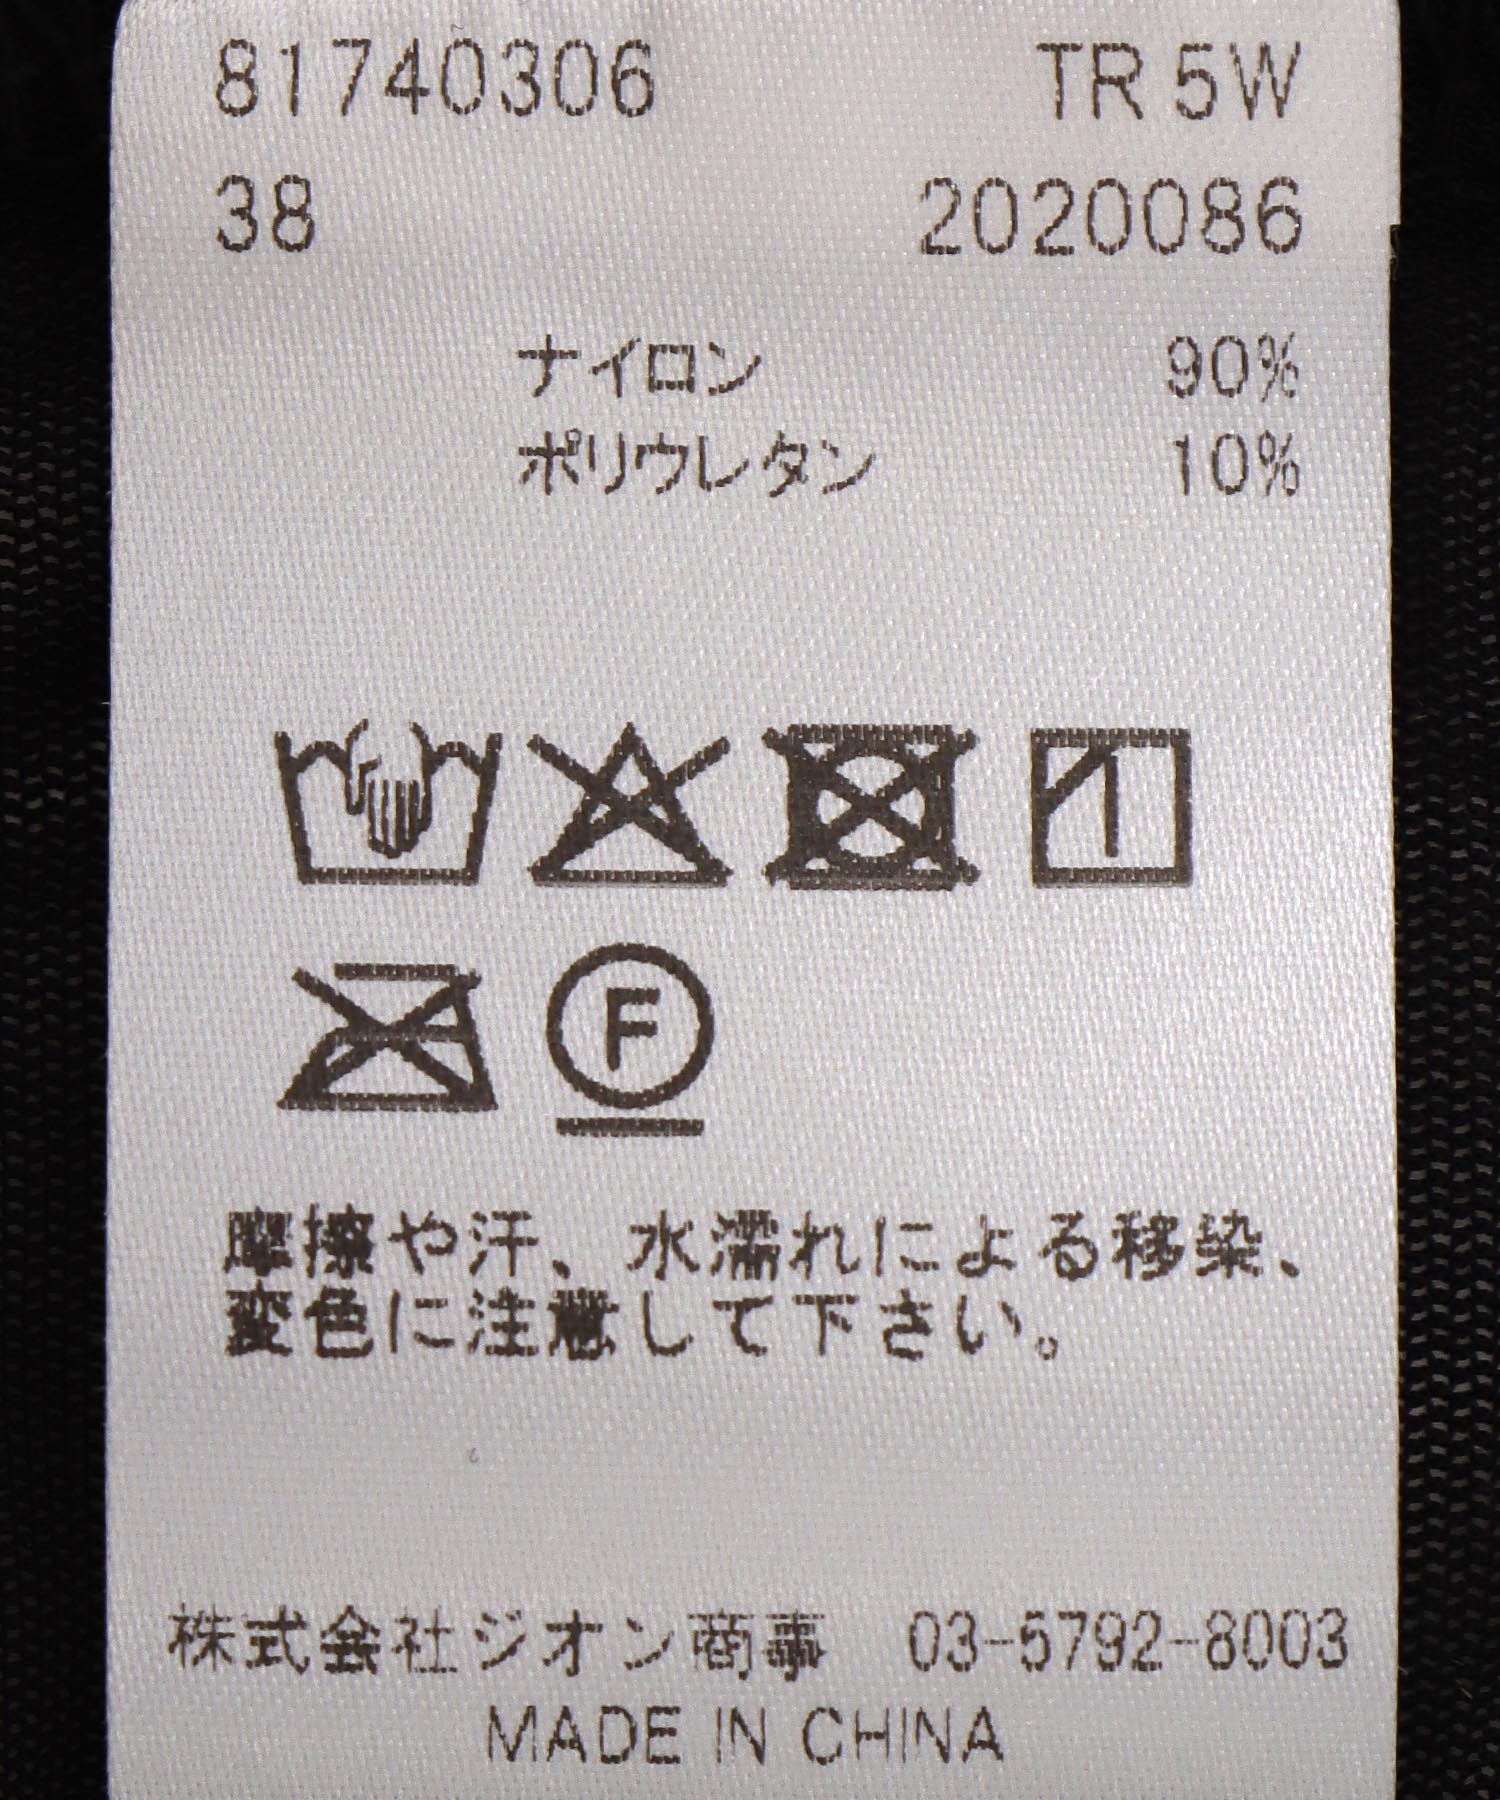 81740306 TR 5W
38 2020086
ナイロン 90%
ポリウレタン 10%
F
摩擦や汗、水濡れによる移染、
変色に注意して下さい。
株式会社ジオン商事 03-5792-8003
MADE IN CHINA